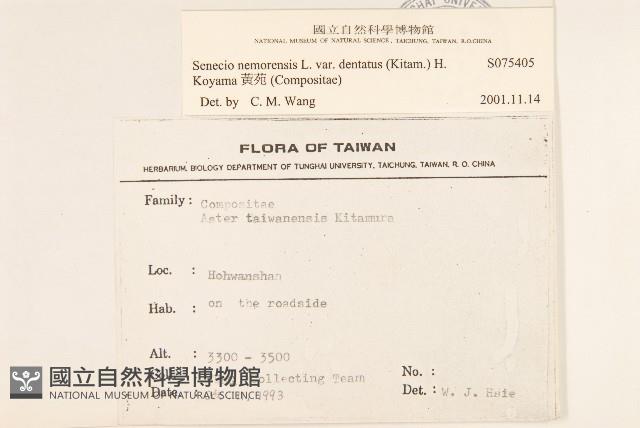 國立自然科學博物館
NATIONAL MUSEUM OF NATURAL SCIENCE, TAICHUNG, TAIWAN, R.O.CHINA
Senecio nemorensis L. var. dentatus (Kitam.) H. S075405
Koyama 黃苑 (Compositae)
Det. by C. M. Wang 2001.11.14
FLORA OF TAIWAN
HERBARIUM, BIOLOGY DEPARTMENT OF TUNGHAI UNIVERSITY, TAICHUNG, TAIWAN, R. O. CHINA
Family : Compositae
Aster taiwanensis Kitamura
Loc. : Hohwanshan
Hab. : on the roadside
Alt. : 3300 - 3500
Collecting Team No. :
Date. 1993 Det. : W. J. Hsie
國立自然科學博物館
NATIONAL MUSEUM OF NATURAL SCIENCE